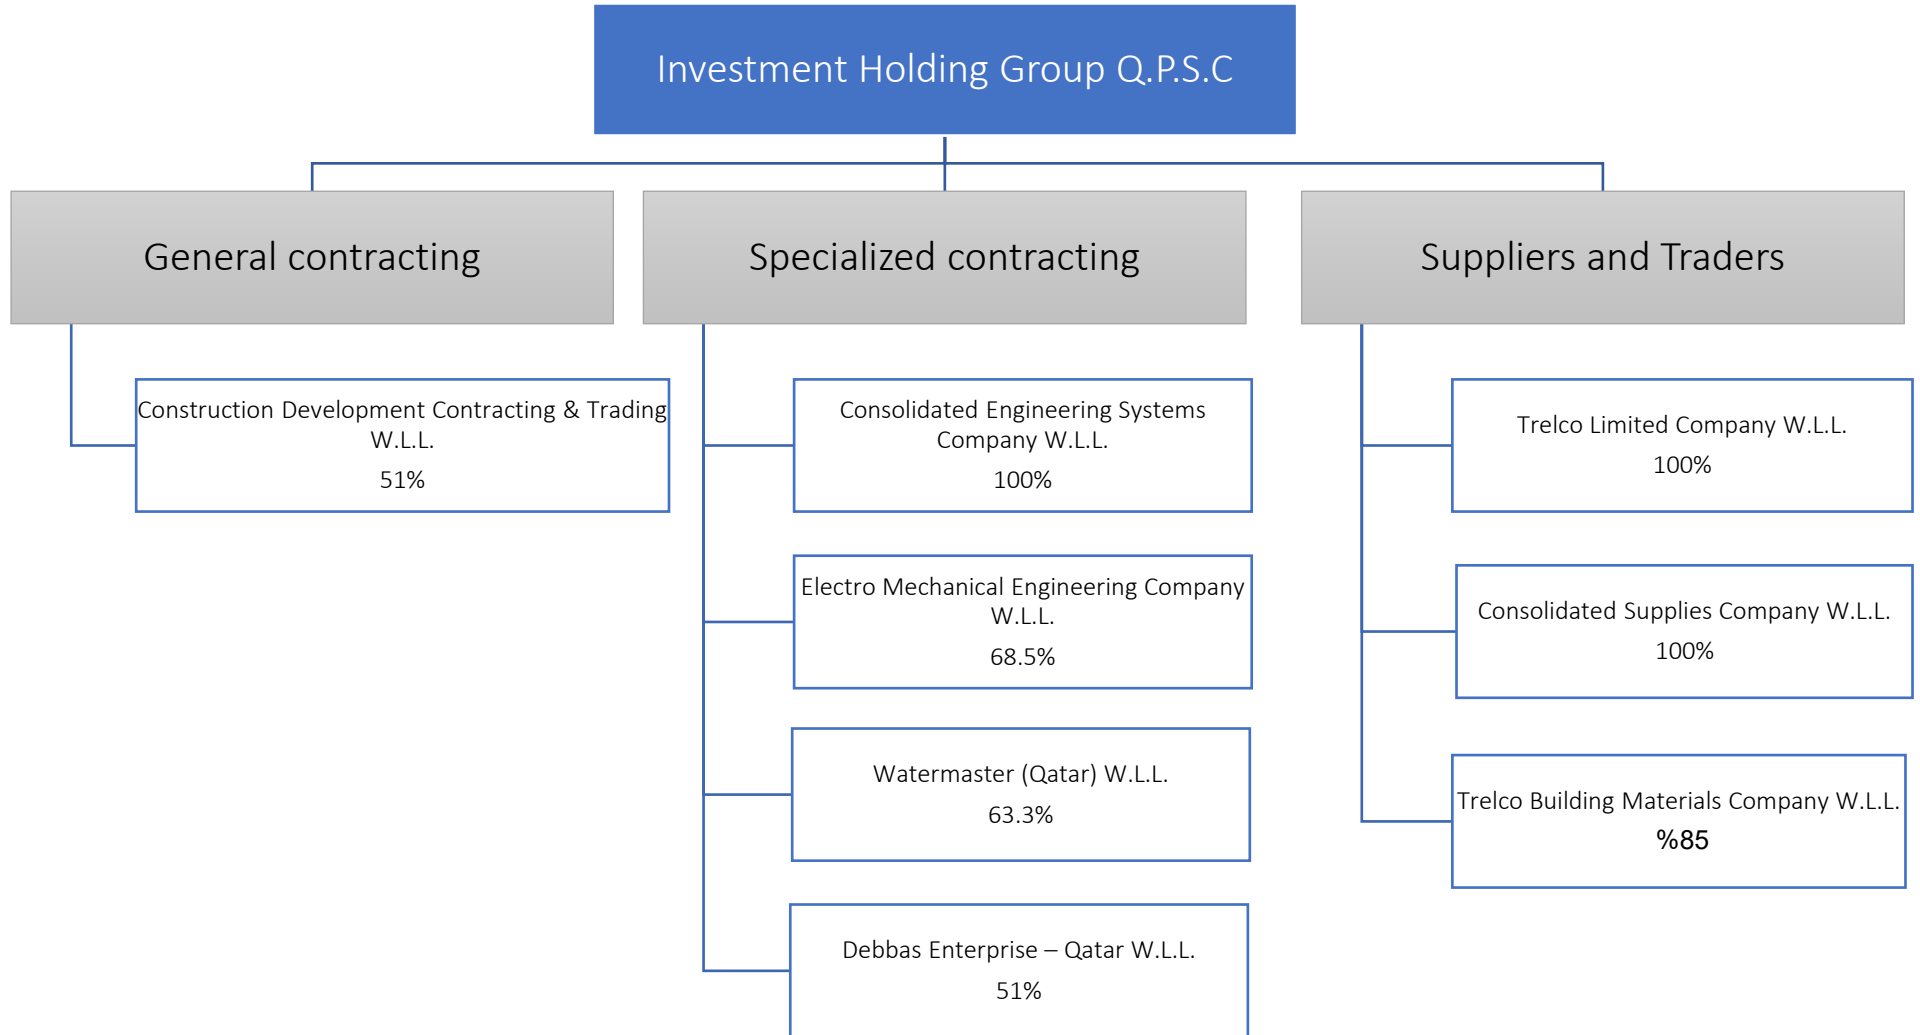 Investment Holding Group Q.P.S.C
General contracting
Specialized contracting
Suppliers and Traders
Construction Development Contracting & Trading
W.L.L.
51%
Consolidated Engineering Systems
Company W.L.L.
100%
Electro Mechanical Engineering Company
W.L.L.
68.5%
Watermaster (Qatar) W.L.L.
63.3%
Debbas Enterprise – Qatar W.L.L.
51%
Trelco Limited Company W.L.L.
100%
Consolidated Supplies Company W.L.L.
100%
Trelco Building Materials Company W.L.L.
%85